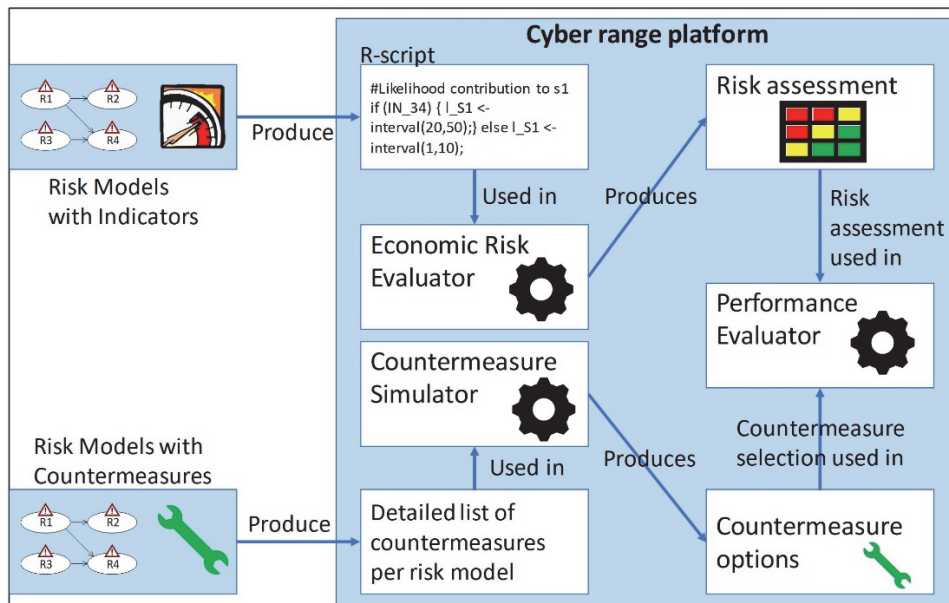 Cyber range platform
R1
R2
R3
R4
Risk Models
with Indicators
Produce
R-script
#Likelihood contribution to s1
if (IN_34) { l_S1 <-
interval(20,50);} else l_S1 <-
interval(1,10);
Used in
Economic Risk
Evaluator
Produces
Risk assessment
Risk
assessment
used in
Performance
Evaluator
Countermeasure
Simulator
Used in
Produces
Countermeasure
selection used in
Risk Models with
Countermeasures
R1
R2
R3
R4
Produce
Detailed list of
countermeasures
per risk model
Countermeasure
options